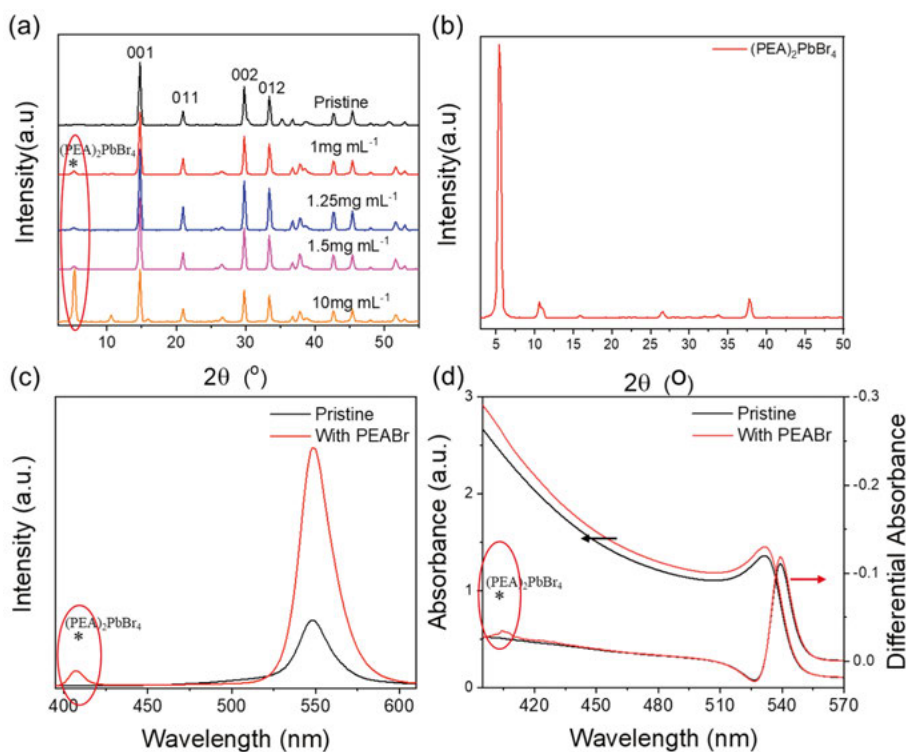 (a)
Intensity(a.u)
001
011
002
012
Pristine
(PEA)₂PbBr₄
*
1mg mL⁻¹
1.25mg mL⁻¹
1.5mg mL⁻¹
10mg mL⁻¹
10 20 30 40 50
2θ (°)
(b)
Intensity(a.u)
(PEA)₂PbBr₄
5 10 15 20 25 30 35 40 45 50
2θ (O)
(c)
Intensity (a.u.)
Pristine
With PEABr
(PEA)₂PbBr₄
*
400 450 500 550 600
Wavelength (nm)
(d)
Absorbance (a.u.)
3
2
1
0
Pristine
With PEABr
(PEA)₂PbBr₄
*
-0.3
-0.2
-0.1
0.0
Differential Absorbance
420 450 480 510 540 570
Wavelength (nm)